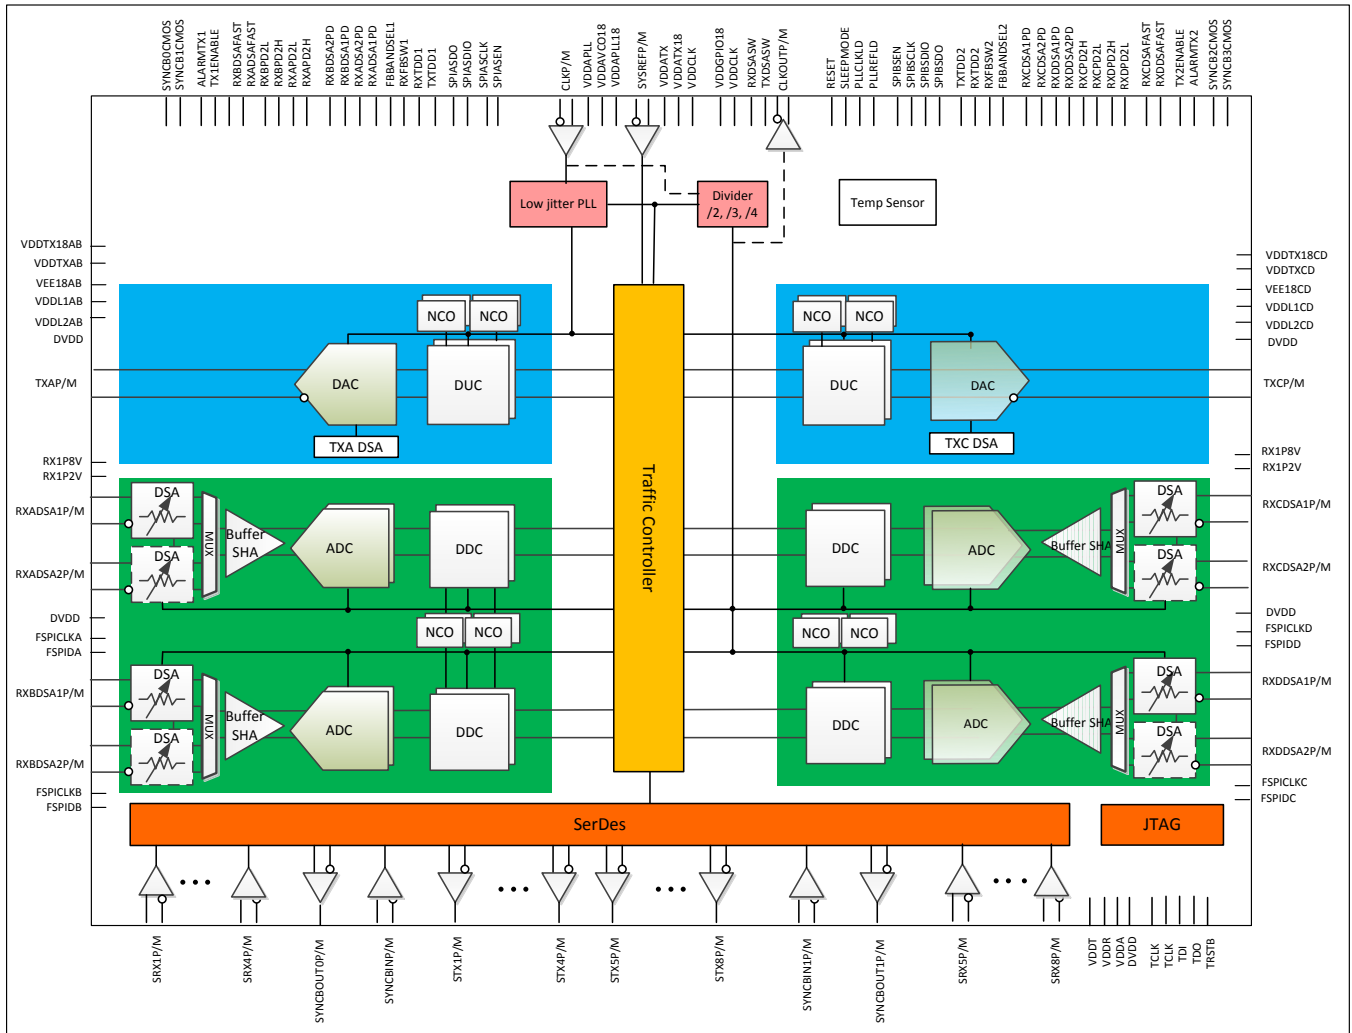 SYNCB0CMOS
SYNCB1CMOS
ALARMTX1
TX1ENABLE
RXBDSAFAST
RXADSAFAST
RXBPD2L
RXBPD2H
RXAPD2L
RXAPD2H
RXBDSA2PD
RXBDSA1PD
RXADSA2PD
RXADSA1PD
FBBANDSEL1
RXFBSW1
RXTDD1
TXTDD1
SPIASDO
SPIASDIO
SPIASCLK
SPIASEN
CLKP/M
VDDAPLL
VDDAVCO18
VDDAPLL18
SYSREFP/M
VDDATX
VDDATX18
VDDCLK
VDDGPIO18
VDDCLK
RXDSASW
TXDSASW
CLKOUTP/M
RESET
SLEEPMODE
PLLCLKLD
PLLREFLD
SPIBSEN
SPIBSCLK
SPIBSDIO
SPIBSDO
TXTDD2
RXTDD2
RXFBSW2
FBBANDSEL2
RXCDSA1PD
RXCDSA2PD
RXDDSA1PD
RXDDSA2PD
RXCPD2H
RXCPD2L
RXDPD2H
RXDPD2L
RXCDSAFAST
RXDDSAFAST
TX2ENABLE
ALARMTX2
SYNCB2CMOS
SYNCB3CMOS
Low jitter PLL
Divider
/2, /3, /4
Temp Sensor
VDDTX18AB
VDDTXAB
VEE18AB
VDDL1AB
VDDL2AB
DVDD
TXAP/M
RX1P8V
RX1P2V
RXADSA1P/M
RXADSA2P/M
DVDD
FSPICLKA
FSPIDA
RXBDSA1P/M
RXBDSA2P/M
FSPICLKB
FSPIDB
VDDTX18CD
VDDTXCD
VEE18CD
VDDL1CD
VDDL2CD
DVDD
TXCP/M
RX1P8V
RX1P2V
RXCDSA1P/M
RXCDSA2P/M
DVDD
FSPICLKD
FSPIDD
RXDDSA1P/M
RXDDSA2P/M
FSPICLKC
FSPIDC
NCO
NCO
DAC
DUC
TXA DSA
NCO
NCO
DUC
DAC
TXC DSA
Traffic Controller
DSA
DSA
MUX
Buffer
SHA
ADC
DDC
NCO
NCO
DSA
DSA
MUX
Buffer
SHA
ADC
DDC
DDC
ADC
Buffer SHA
MUX
DSA
DSA
NCO
NCO
DDC
ADC
Buffer SHA
MUX
DSA
DSA
SerDes
JTAG
SRX1P/M
SRX4P/M
SYNCBOUT0P/M
SYNCBINP/M
STX1P/M
STX4P/M
STX5P/M
STX8P/M
SYNCBIN1P/M
SYNCBOUT1P/M
SRX5P/M
SRX8P/M
VDDT
VDDR
VDDA
DVDD
TCLK
TCLK
TDI
TDO
TRSTB